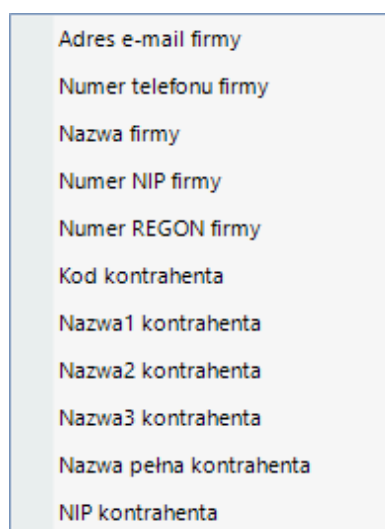 Adres e-mail firmy
Numer telefonu firmy
Nazwa firmy
Numer NIP firmy
Numer REGON firmy
Kod kontrahenta
Nazwa1 kontrahenta
Nazwa2 kontrahenta
Nazwa3 kontrahenta
Nazwa pełna kontrahenta
NIP kontrahenta